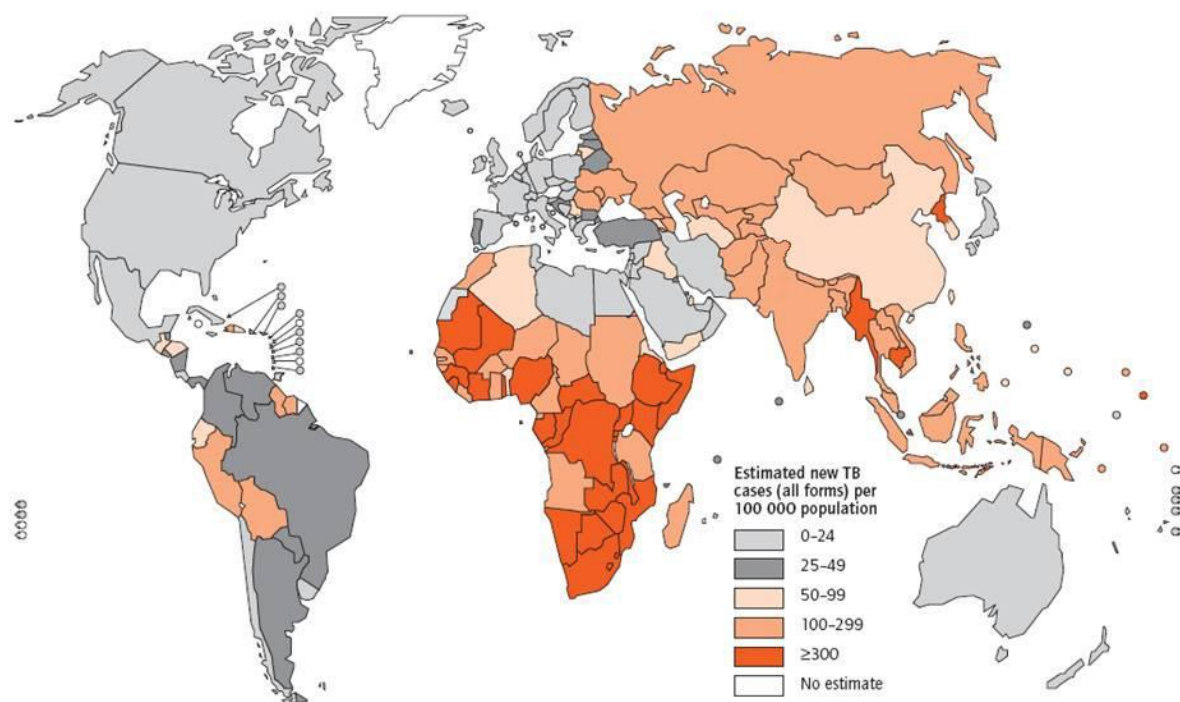 Estimated new TB
cases (all forms) per
100 000 population
0–24
25–49
50–99
100–299
≥300
No estimate